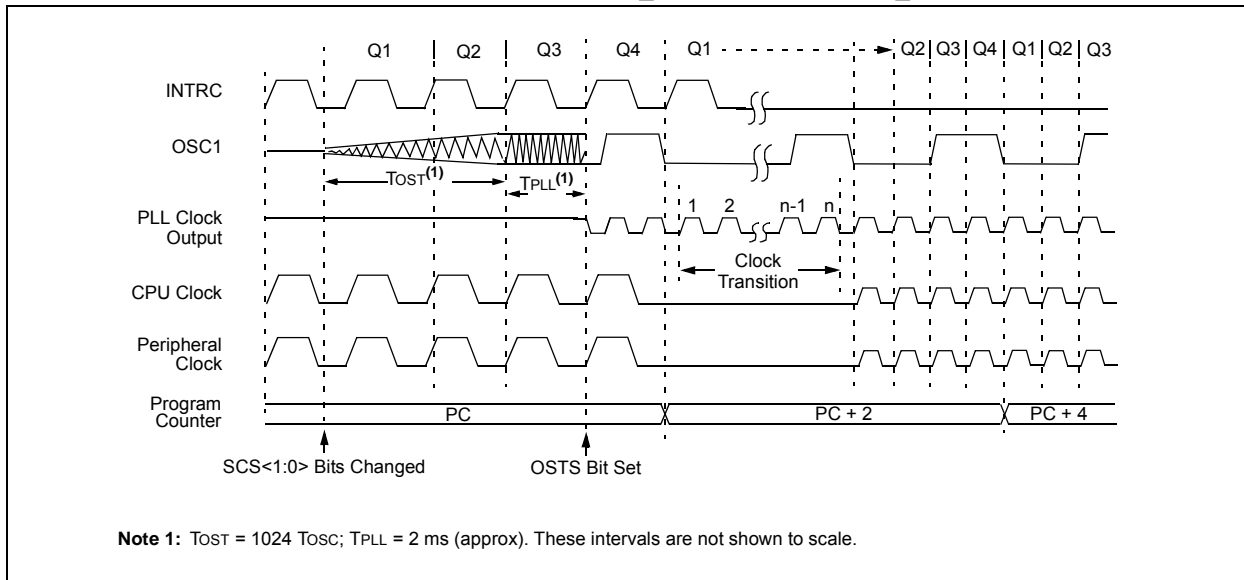 Q1 Q2 Q3 Q4 Q1 Q2 Q3 Q4 Q1 Q2 Q3
INTRC
OSC1
TOST(1) TPLL(1)
1 2 n-1 n
PLL Clock
Output
Clock
Transition
CPU Clock
Peripheral
Clock
Program
Counter
PC PC + 2 PC + 4
SCS<1:0> Bits Changed OSTS Bit Set
Note 1: TOST = 1024 TOSC; TPLL = 2 ms (approx). These intervals are not shown to scale.